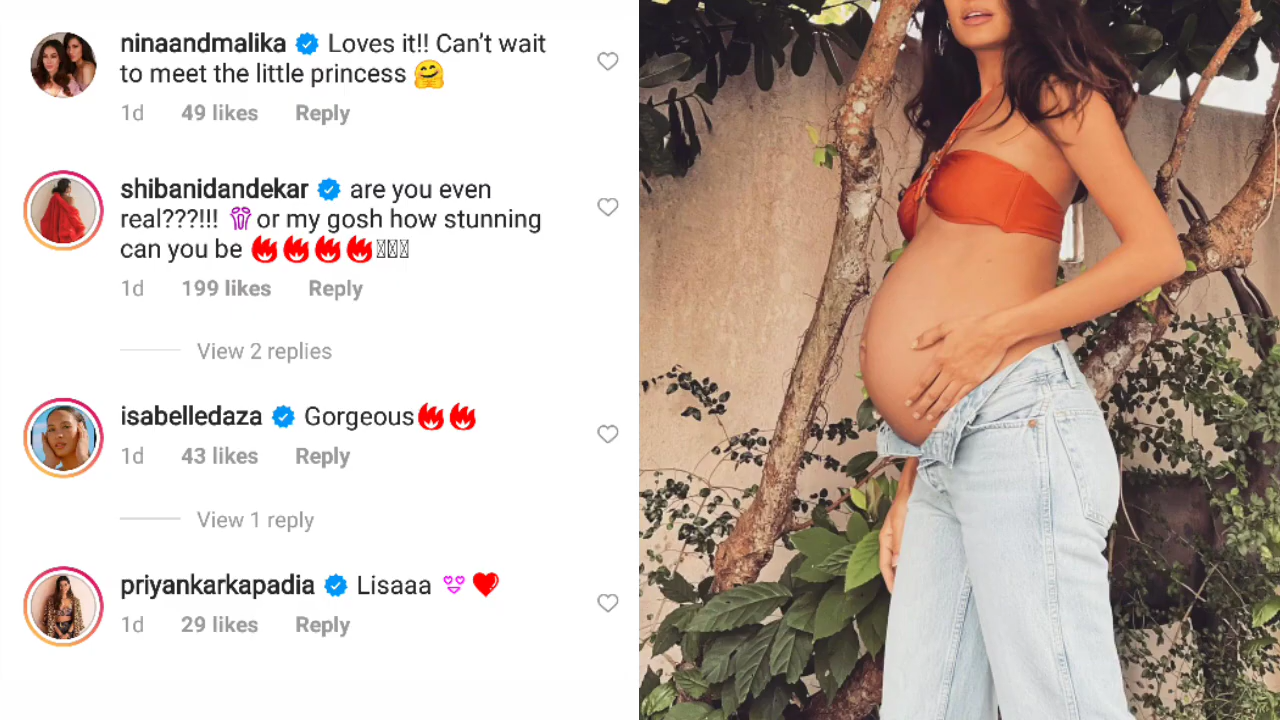 ninaandmalika Loves it!! Can't wait
to meet the little princess 🤗
1d 49 likes Reply
shibanidandekar are you even
real???!!! or my gosh how stunning
can you be 🔥🔥🔥🔥
1d 199 likes Reply
View 2 replies
isabelledaza Gorgeous🔥🔥
1d 43 likes Reply
View 1 reply
priyankarkapadia Lisaaa 😍❤️
1d 29 likes Reply